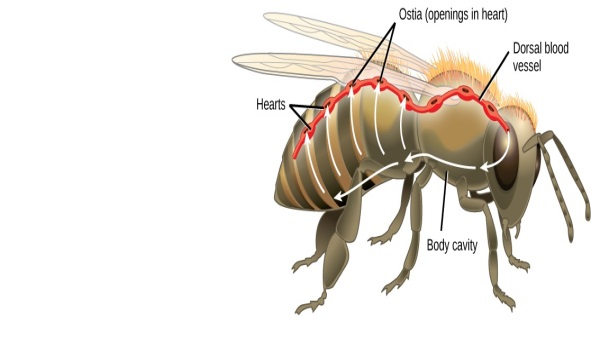 Ostia (openings in heart)
Dorsal blood
vessel
Hearts
Body cavity